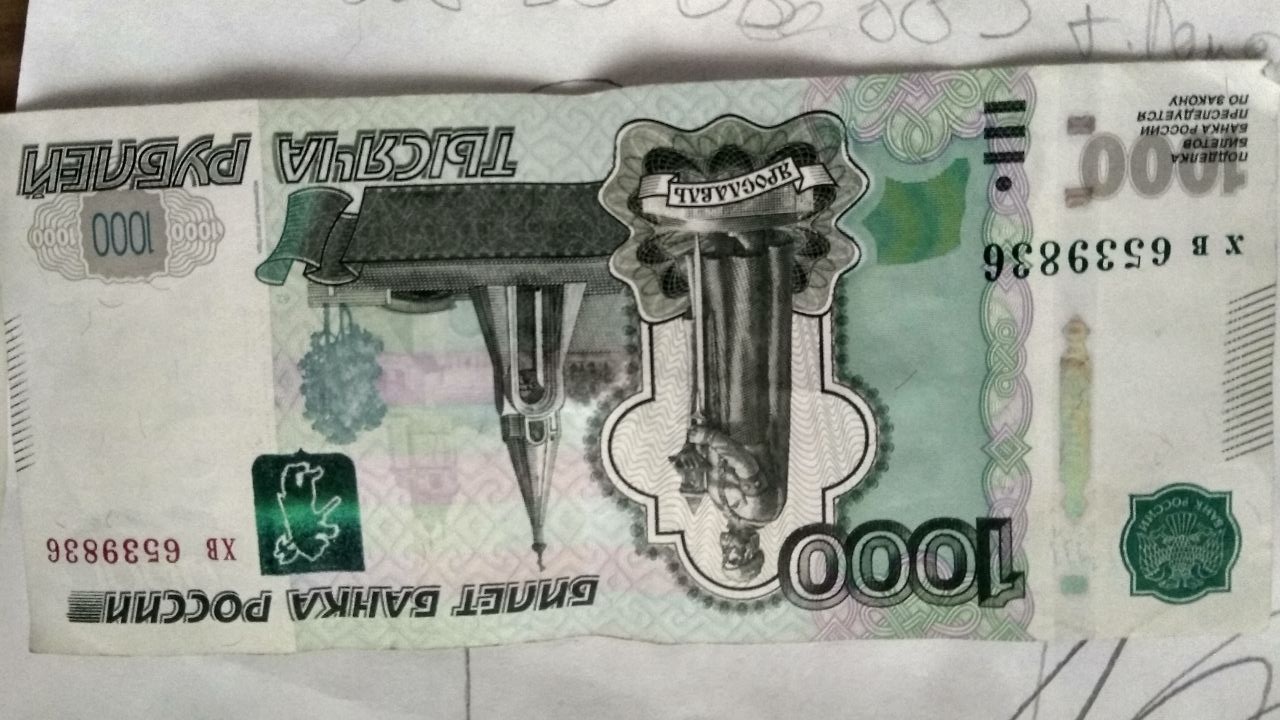 БИЛЕТ БАНКА РОССИИ
1000
БАНК РОССИИ
ХВ 6539836
Х В 6539836
1000 1000 1000
ЯРОСЛАВЛЬ
ТЫСЯЧА РУБЛЕЙ
1000
ПОДДЕЛКА
БИЛЕТОВ
БАНКА РОССИИ
ПРЕСЛЕДУЕТСЯ
ПО ЗАКОНУ